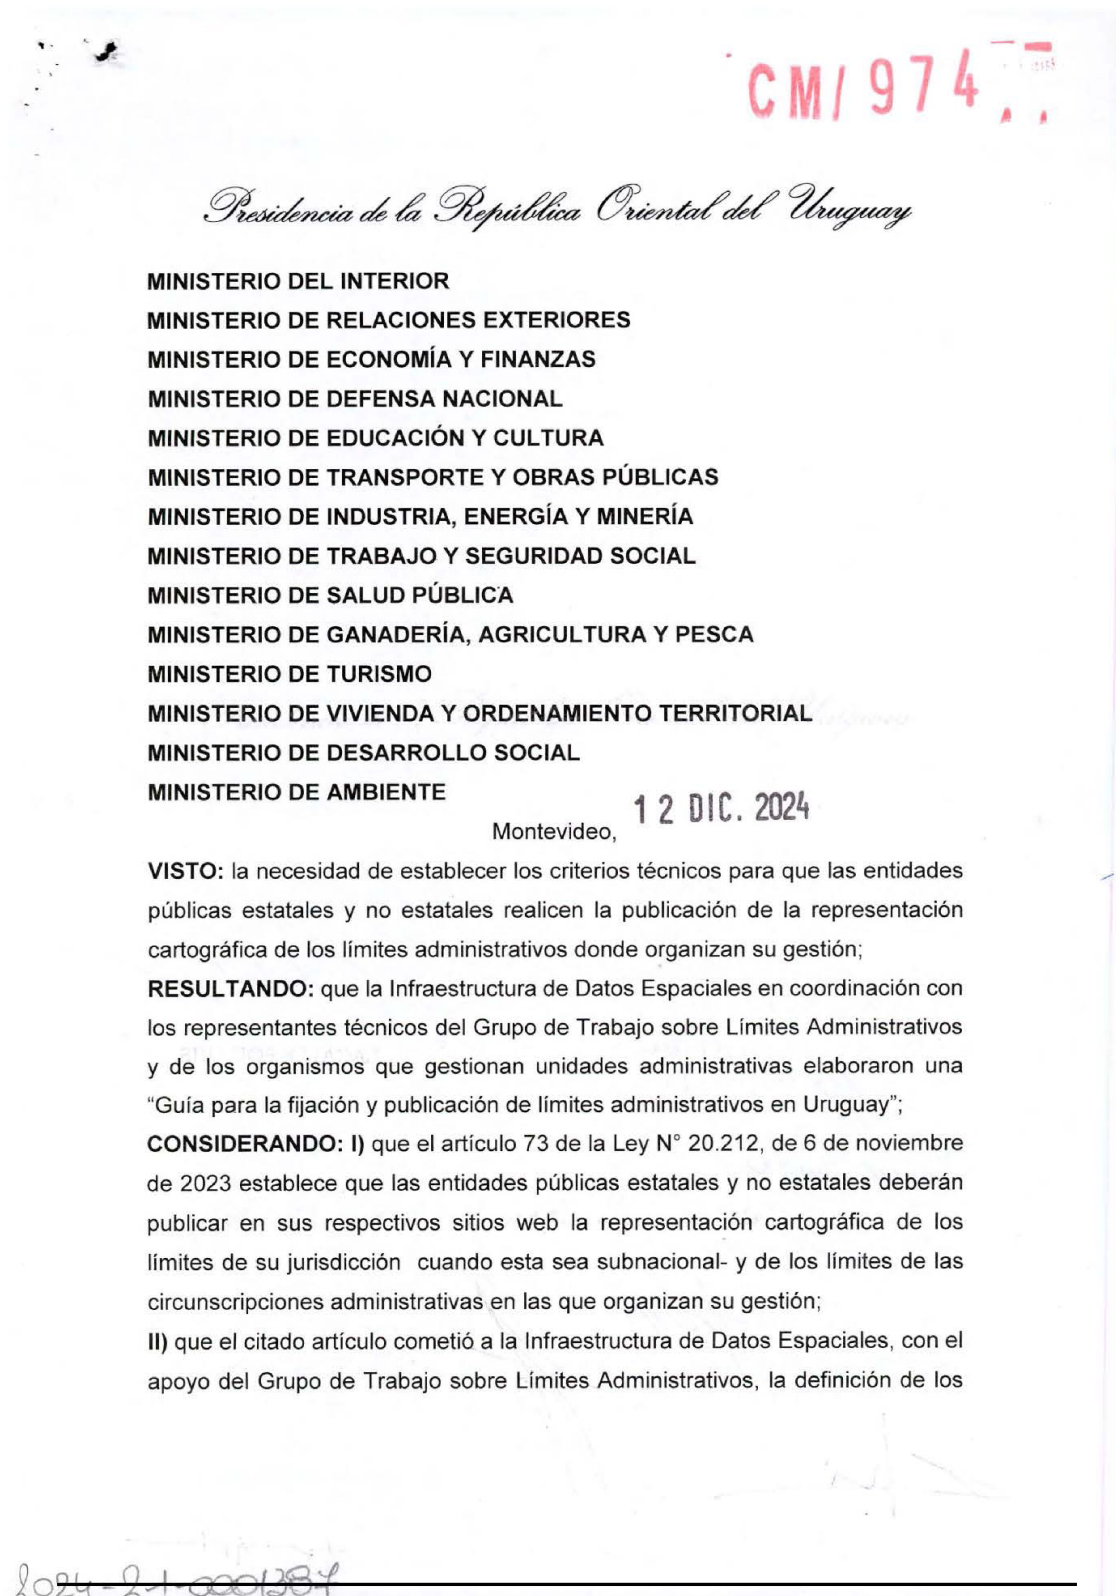 CM/974
Presidencia de la República Oriental del Uruguay
MINISTERIO DEL INTERIOR
MINISTERIO DE RELACIONES EXTERIORES
MINISTERIO DE ECONOMÍA Y FINANZAS
MINISTERIO DE DEFENSA NACIONAL
MINISTERIO DE EDUCACIÓN Y CULTURA
MINISTERIO DE TRANSPORTE Y OBRAS PÚBLICAS
MINISTERIO DE INDUSTRIA, ENERGÍA Y MINERÍA
MINISTERIO DE TRABAJO Y SEGURIDAD SOCIAL
MINISTERIO DE SALUD PÚBLICA
MINISTERIO DE GANADERÍA, AGRICULTURA Y PESCA
MINISTERIO DE TURISMO
MINISTERIO DE VIVIENDA Y ORDENAMIENTO TERRITORIAL
MINISTERIO DE DESARROLLO SOCIAL
MINISTERIO DE AMBIENTE
Montevideo, 12 DIC. 2024
VISTO: la necesidad de establecer los criterios técnicos para que las entidades
públicas estatales y no estatales realicen la publicación de la representación
cartográfica de los límites administrativos donde organizan su gestión;
RESULTANDO: que la Infraestructura de Datos Espaciales en coordinación con
los representantes técnicos del Grupo de Trabajo sobre Límites Administrativos
y de los organismos que gestionan unidades administrativas elaboraron una
“Guía para la fijación y publicación de límites administrativos en Uruguay”;
CONSIDERANDO: I) que el artículo 73 de la Ley N° 20.212, de 6 de noviembre
de 2023 establece que las entidades públicas estatales y no estatales deberán
publicar en sus respectivos sitios web la representación cartográfica de los
límites de su jurisdicción cuando esta sea subnacional- y de los límites de las
circunscripciones administrativas en las que organizan su gestión;
II) que el citado artículo cometió a la Infraestructura de Datos Espaciales, con el
apoyo del Grupo de Trabajo sobre Límites Administrativos, la definición de los
2024-2-1-0001387